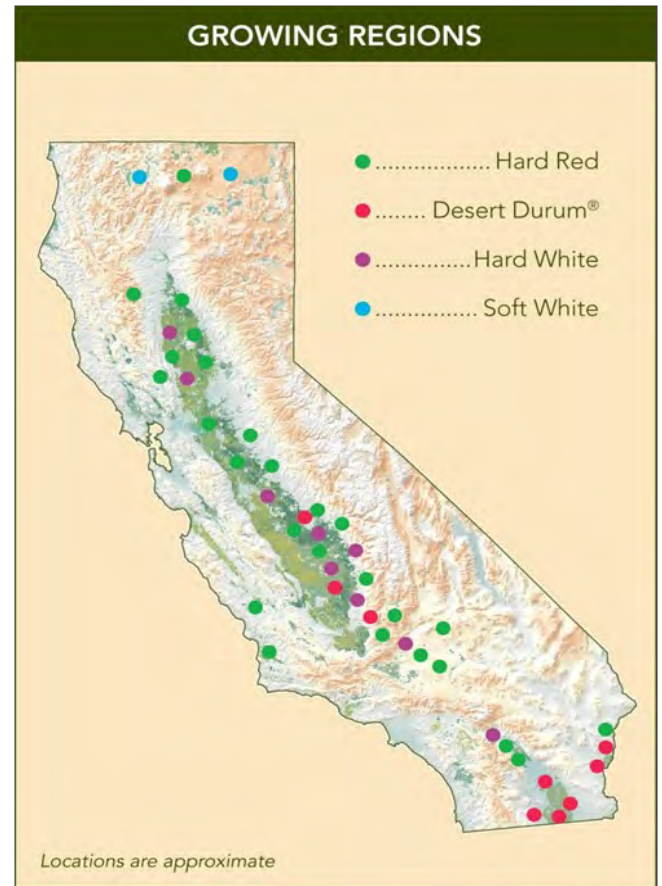 GROWING REGIONS
.................. Hard Red
........ Desert Durum®
...............Hard White
................ Soft White
Locations are approximate